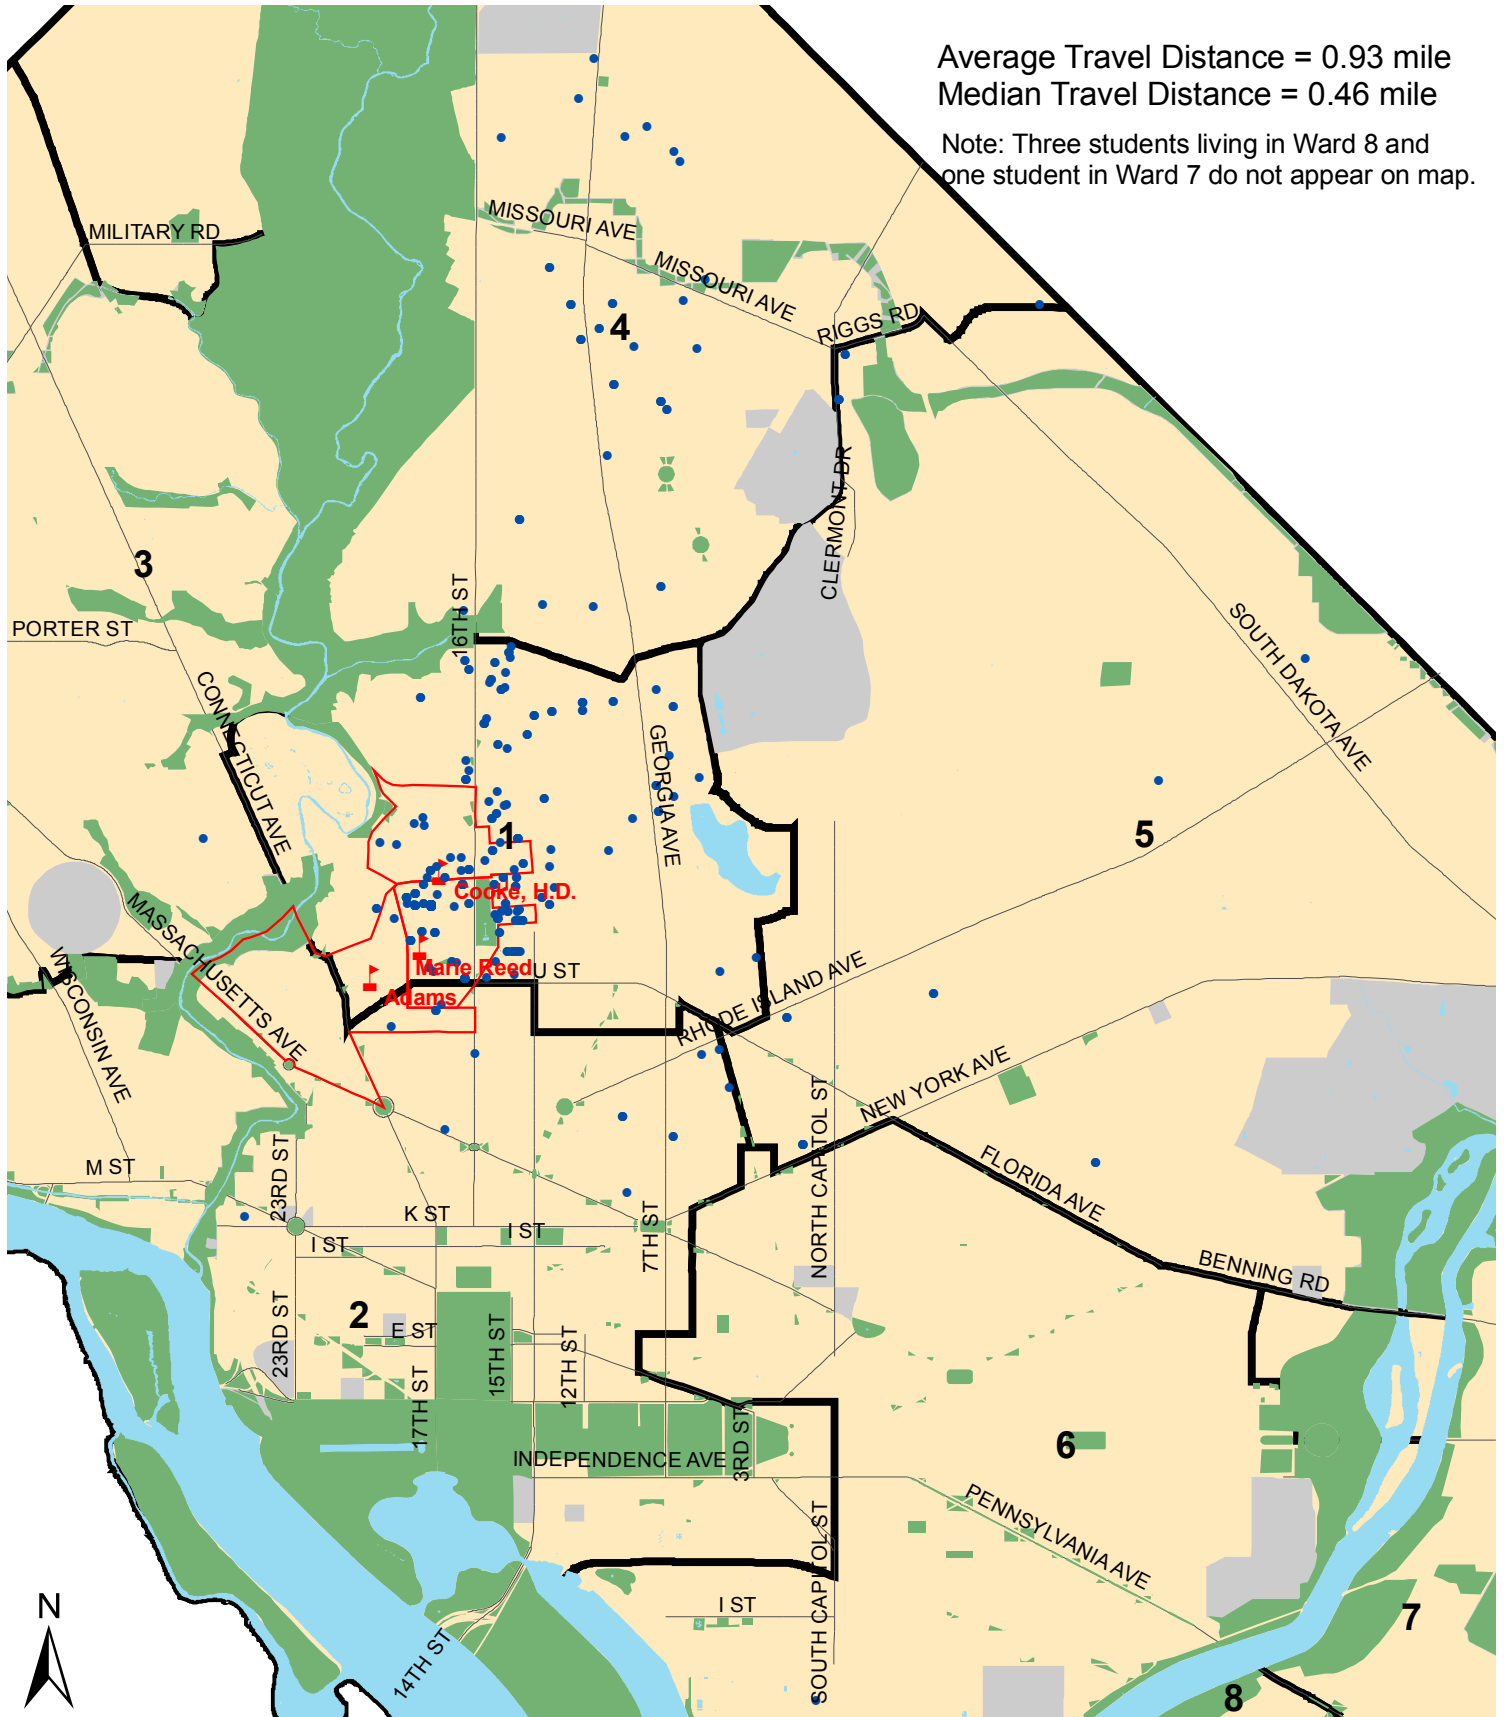 Average Travel Distance = 0.93 mile
Median Travel Distance = 0.46 mile
Note: Three students living in Ward 8 and
one student in Ward 7 do not appear on map.
MISSOURI AVE
MILITARY RD
MISSOURI AVE
4
RIGGS RD
CLERMONT DR
3
16TH ST
PORTER ST
SOUTH DAKOTA AVE
CONNECTICUT AVE
GEORGIA AVE
1
5
Cooke, H.D.
MASSACHUSETTS AVE
WISCONSIN AVE
Marie Reed
U ST
Adams
RHODE ISLAND AVE
NEW YORK AVE
NORTH CAPITOL ST
M ST
23RD ST
FLORIDA AVE
K ST
I ST
I ST
7TH ST
BENNING RD
2
E ST
23RD ST
15TH ST
12TH ST
17TH ST
3RD ST
INDEPENDENCE AVE
6
PENNSYLVANIA AVE
SOUTH CAPITOL ST
I ST
N
7
14TH ST
8